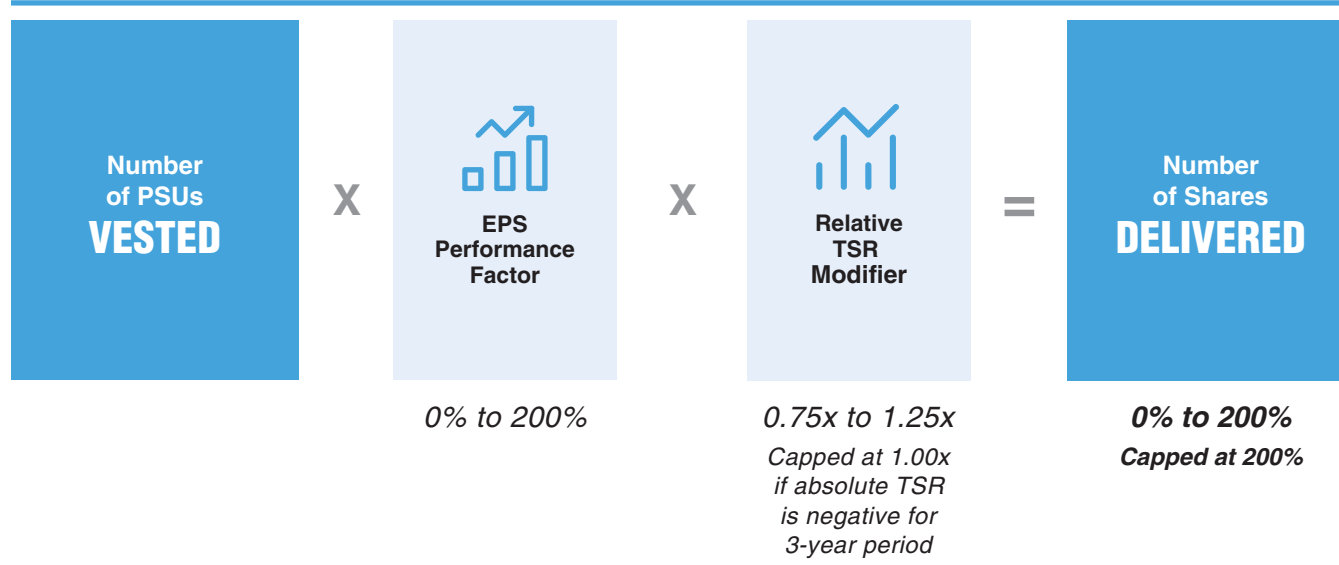 Number
of PSUs
VESTED
X
EPS
Performance
Factor
X
Relative
TSR
Modifier
=
Number
of Shares
DELIVERED
0% to 200%
0.75x to 1.25x
Capped at 1.00x
if absolute TSR
is negative for
3-year period
0% to 200%
Capped at 200%